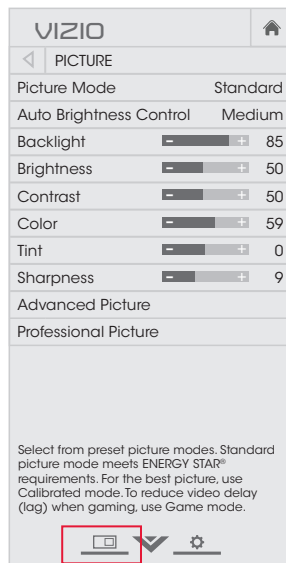 VIZIO
PICTURE
Picture Mode Standard
Auto Brightness Control Medium
Backlight - + 85
Brightness - + 50
Contrast - + 50
Color - + 59
Tint - + 0
Sharpness - + 9
Advanced Picture
Professional Picture
Select from preset picture modes. Standard
picture mode meets ENERGY STAR®
requirements. For the best picture, use
Calibrated mode. To reduce video delay
(lag) when gaming, use Game mode.